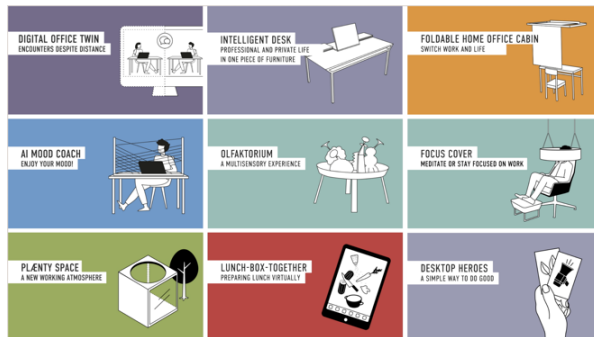 DIGITAL OFFICE TWIN
ENCOUNTERS DESPITE DISTANCE
INTELLIGENT DESK
PROFESSIONAL AND PRIVATE LIFE
IN ONE PIECE OF FURNITURE
FOLDABLE HOME OFFICE CABIN
SWITCH WORK AND LIFE
AI MOOD COACH
ENJOY YOUR MOOD!
OLFAKTORIUM
A MULTISENSORY EXPERIENCE
FOCUS COVER
MEDITATE OR STAY FOCUSED ON WORK
PLÆNTY SPACE
A NEW WORKING ATMOSPHERE
LUNCH-BOX-TOGETHER
PREPARING LUNCH VIRTUALLY
DESKTOP HEROES
A SIMPLE WAY TO DO GOOD